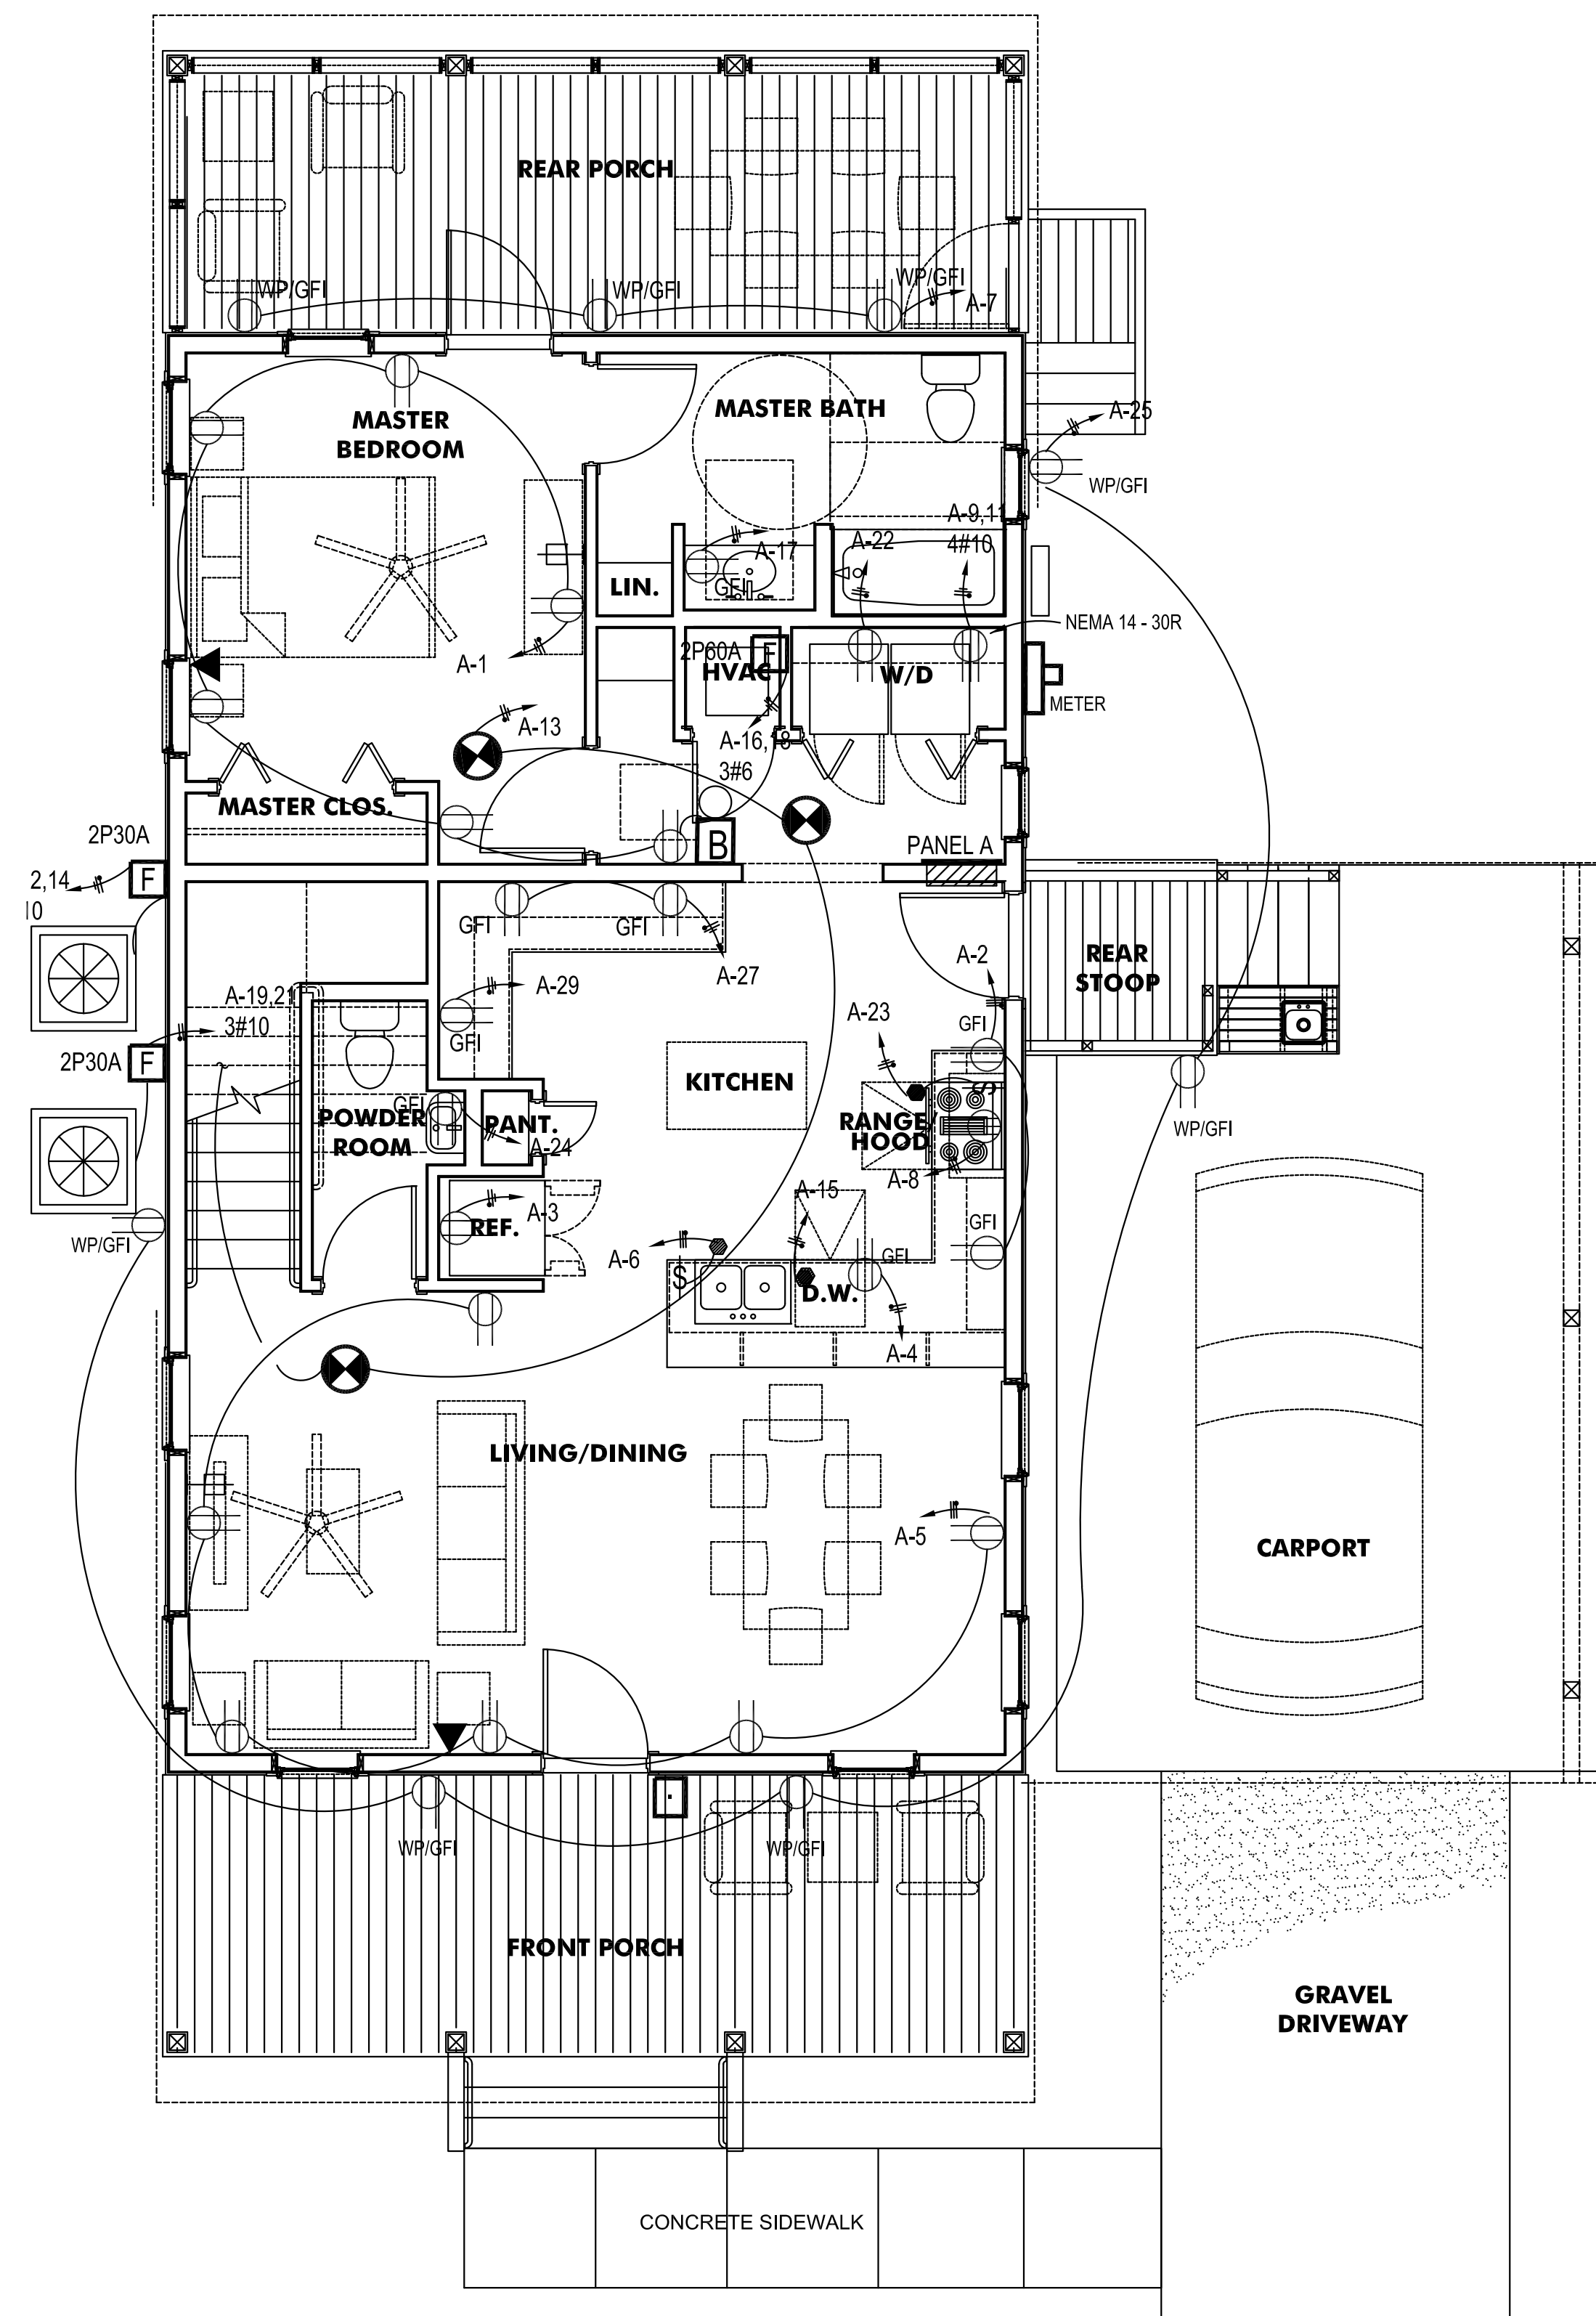 REAR PORCH
WP/GFI
WP/GFI
WP/GFI
A-7
MASTER
BEDROOM
MASTER BATH
A-25
WP/GFI
A-9,11
4#10
A-17
GFI
A-22
LIN.
NEMA 14 - 30R
A-1
2P60A
F
HVAC
W/D
METER
A-13
A-16,18
3#6
MASTER CLOS.
2P30A
B
PANEL A
F
2,14
10
GFI
GFI
A-27
A-2
REAR
STOOP
A-29
GFI
A-19,21
3#10
2P30A
F
A-23
GFI
KITCHEN
S
GFI
POWDER
ROOM
PANT.
A-24
RANGE/
HOOD
A-8
WP/GFI
A-3
REF.
A-15
GFI
WP/GFI
A-6
GFI
S
D.W.
A-4
LIVING/DINING
A-5
CARPORT
WP/GFI
WP/GFI
FRONT PORCH
GRAVEL
DRIVEWAY
CONCRETE SIDEWALK